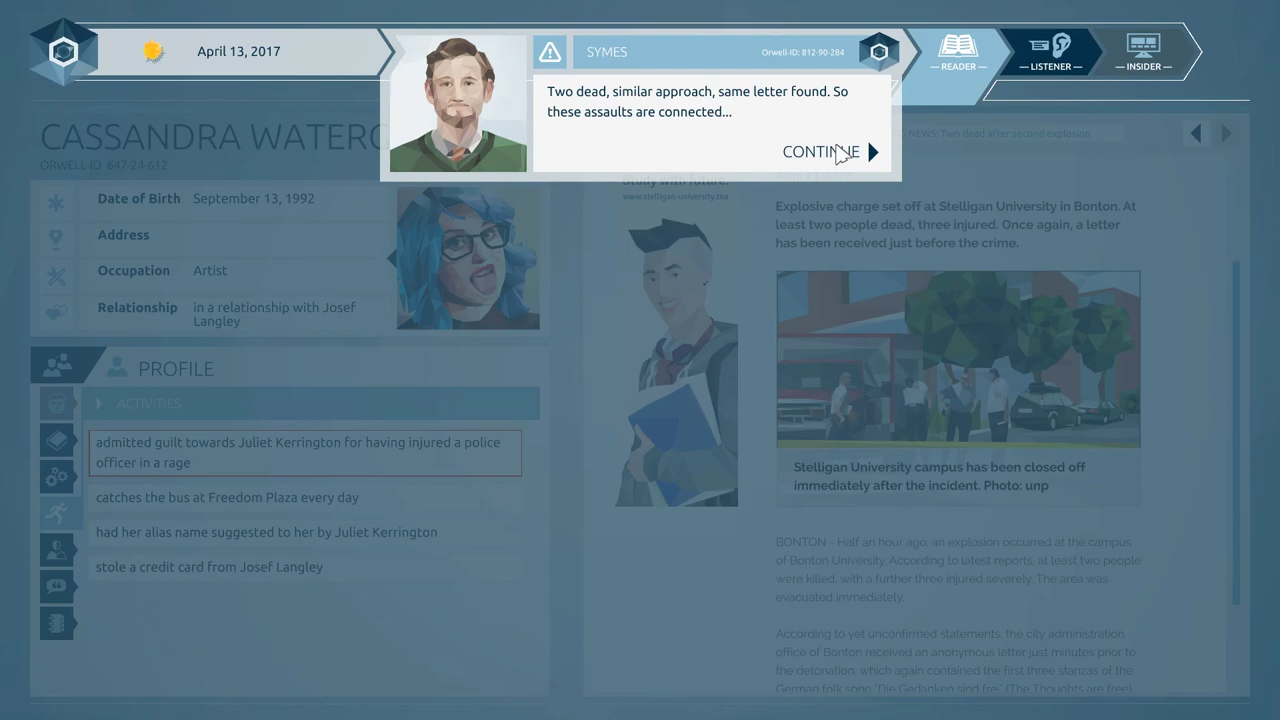 April 13, 2017
SYMES
Orwell-ID: 812-90-284
Two dead, similar approach, same letter found. So
these assaults are connected...
CONTINUE
— READER —
— LISTENER —
— INSIDER —
CASSANDRA WATERG
ORWELL-ID 647-24-612
Date of Birth September 13, 1992
Address
Occupation Artist
Relationship in a relationship with Josef
Langley
PROFILE
ACTIVITIES
admitted guilt towards Juliet Kerrington for having injured a police
officer in a rage
catches the bus at Freedom Plaza every day
had her alias name suggested to her by Juliet Kerrington
stole a credit card from Josef Langley
NEWS: Two dead after second explosion
Study with future.
www.stelligan-university.tna
Explosive charge set off at Stelligan University in Bonton. At
least two people dead, three injured. Once again, a letter
has been received just before the crime.
Stelligan University campus has been closed off
immediately after the incident. Photo: unp
BONTON - Half an hour ago, an explosion occurred at the campus
of Bonton University. According to latest reports, at least two people
were killed, with a further three injured severely. The area was
evacuated immediately.
According to yet unconfirmed statements, the city administration
office of Bonton received an anonymous letter just minutes prior to
the detonation, which again contained the first three stanzas of the
German folk song "Die Gedanken sind frei" (The Thoughts are free)